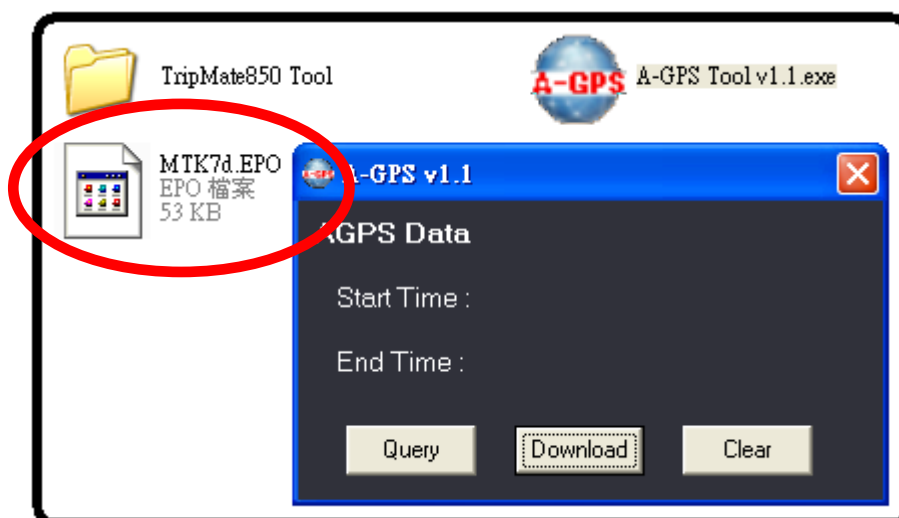 TripMate850 Tool
A-GPS
A-GPS Tool v1.1.exe
MTK7d.EPO
EPO 檔案
53 KB
A-GPS v1.1
AGPS Data
Start Time :
End Time :
Query
Download
Clear